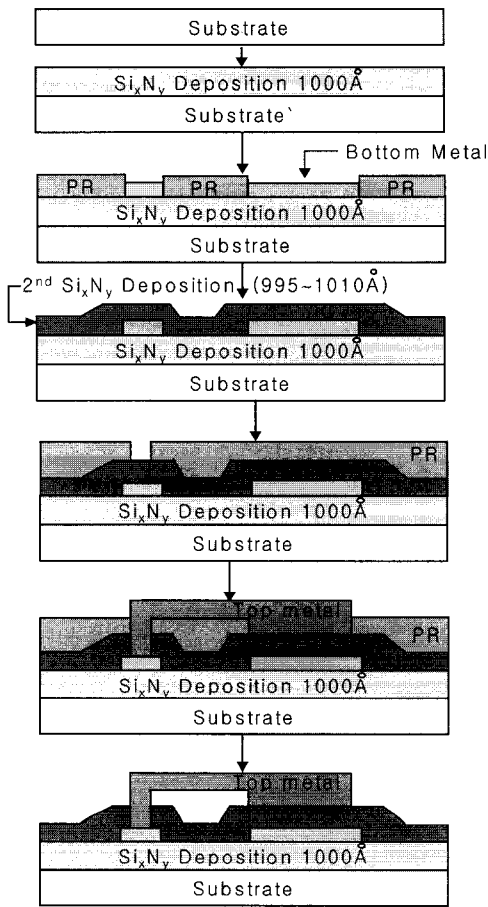 Substrate
SixNy Deposition 1000Å
Substrate`
Bottom Metal
PR PR PR
SixNy Deposition 1000Å
Substrate
2nd SixNy Deposition (995~1010Å)
SixNy Deposition 1000Å
Substrate
PR
SixNy Deposition 1000Å
Substrate
Top metal
PR
SixNy Deposition 1000Å
Substrate
Top metal
SixNy Deposition 1000Å
Substrate